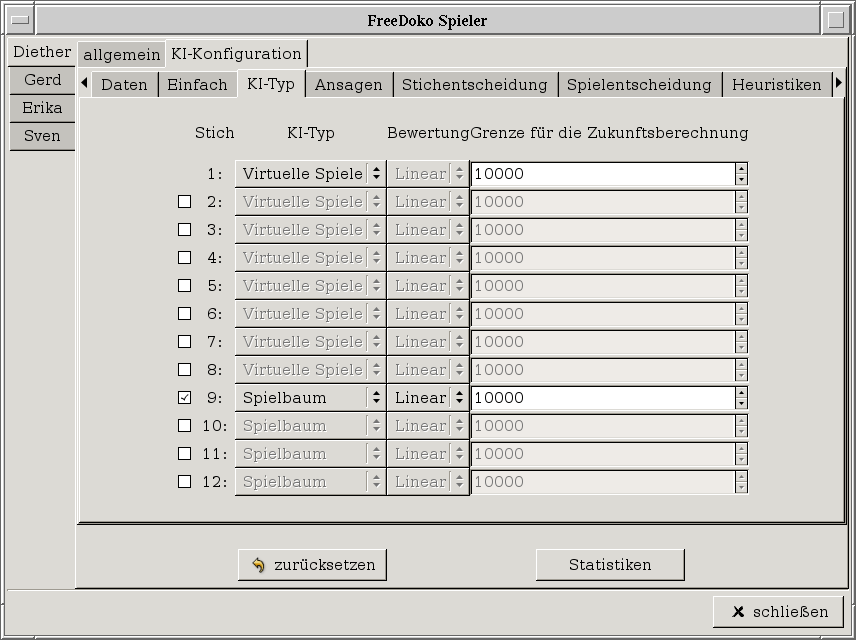 FreeDoko Spieler
Diether allgemein KI-Konfiguration
Gerd Daten Einfach KI-Typ Ansagen Stichentscheidung Spielentscheidung Heuristiken
Erika
Sven
Stich KI-Typ BewertungGrenze für die Zukunftsberechnung
1: Virtuelle Spiele Linear 10000
2: Virtuelle Spiele Linear 10000
3: Virtuelle Spiele Linear 10000
4: Virtuelle Spiele Linear 10000
5: Virtuelle Spiele Linear 10000
6: Virtuelle Spiele Linear 10000
7: Virtuelle Spiele Linear 10000
8: Virtuelle Spiele Linear 10000
9: Spielbaum Linear 10000
10: Spielbaum Linear 10000
11: Spielbaum Linear 10000
12: Spielbaum Linear 10000
zurücksetzen Statistiken
schließen